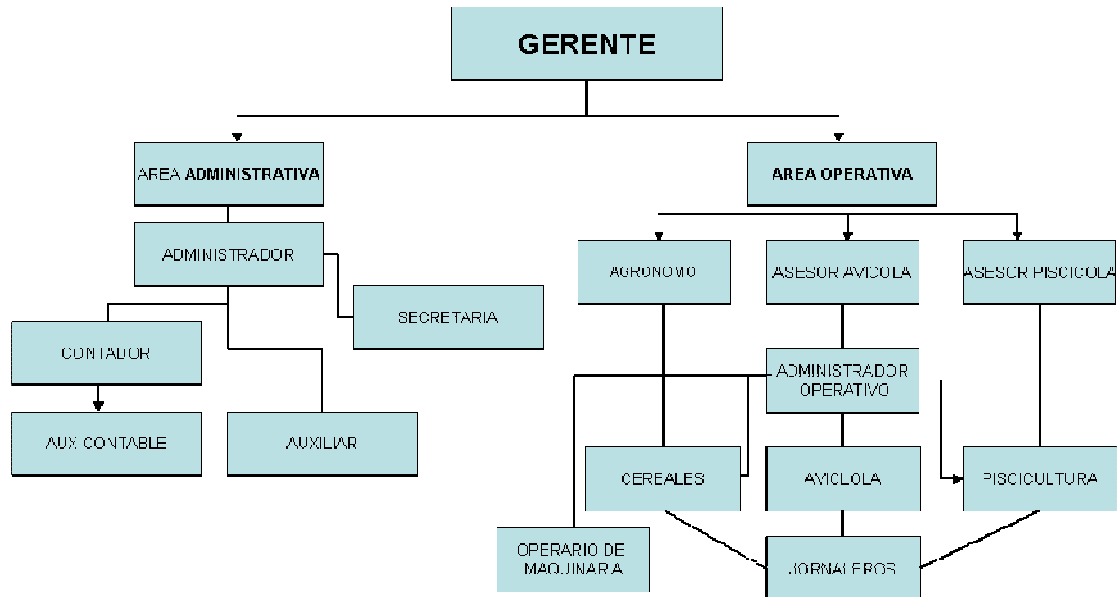 GERENTE
AREA ADMINISTRATIVA
AREA OPERATIVA
ADMINISTRADOR
AGRONOMO
ASESOR AVICOLA
ASESOR PISCICOLA
SECRETARIA
CONTADOR
ADMINISTRADOR
OPERATIVO
AUX CONTABLE
AUXILIAR
CEREALES
AVICLOLA
PISCICULTURA
OPERARIO DE
MAQUINARIA
JORNALEROS